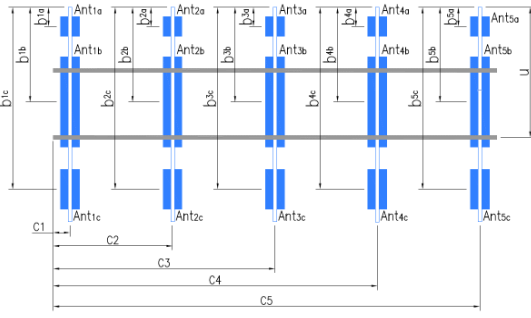 Ant1a Ant2a Ant3a Ant4a Ant5a
b1a b2a b3a b4a b5a
Ant1b Ant2b Ant3b Ant4b Ant5b
b1b b2b b3b b4b b5b
u
b1c b2c b3c b4c b5c
Ant1c Ant2c Ant3c Ant4c Ant5c
C1
C2
C3
C4
C5